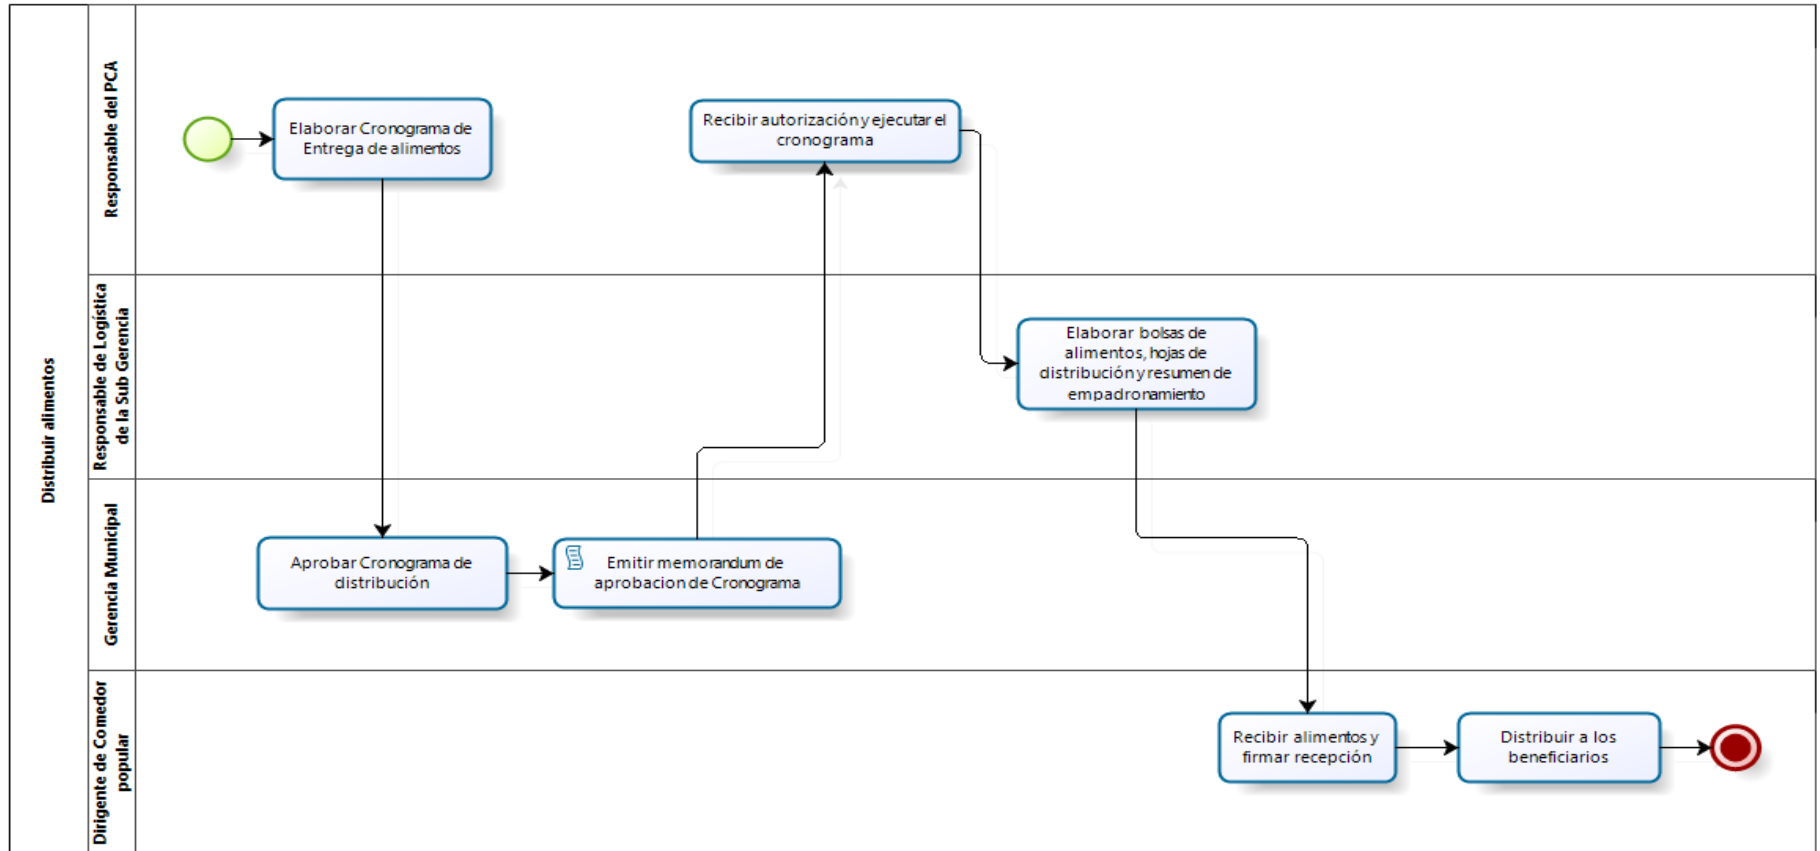 Distribuir alimentos
Responsable del PCA
Elaborar Cronograma de
Entrega de alimentos
Recibir autorización y ejecutar el
cronograma
Responsable de Logística
de la Sub Gerencia
Elaborar bolsas de
alimentos, hojas de
distribución y resumen de
empadronamiento
Gerencia Municipal
Aprobar Cronograma de
distribución
Emitir memorandum de
aprobacion de Cronograma
Dirigente de Comedor
popular
Recibir alimentos y
firmar recepción
Distribuir a los
beneficiarios